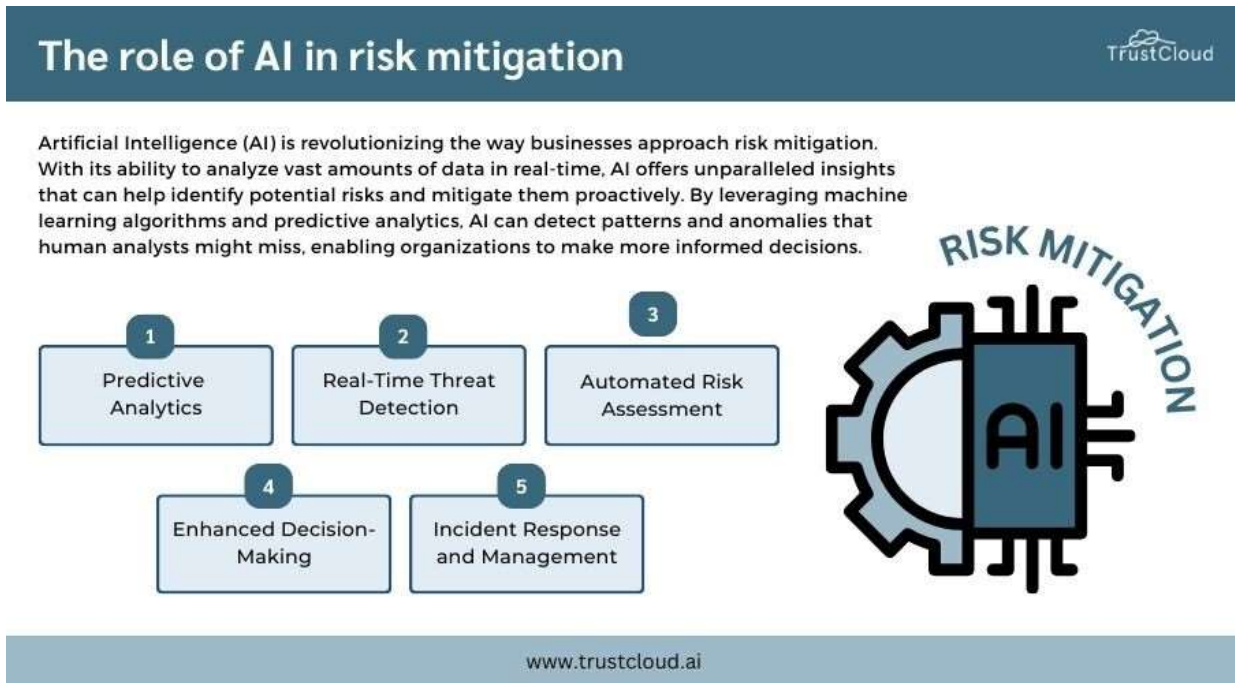 The role of AI in risk mitigation
TrustCloud
Artificial Intelligence (AI) is revolutionizing the way businesses approach risk mitigation.
With its ability to analyze vast amounts of data in real-time, AI offers unparalleled insights
that can help identify potential risks and mitigate them proactively. By leveraging machine
learning algorithms and predictive analytics, AI can detect patterns and anomalies that
human analysts might miss, enabling organizations to make more informed decisions.
RISK MITIGATION
AI
1
Predictive
Analytics
2
Real-Time Threat
Detection
3
Automated Risk
Assessment
4
Enhanced Decision-
Making
5
Incident Response
and Management
www.trustcloud.ai